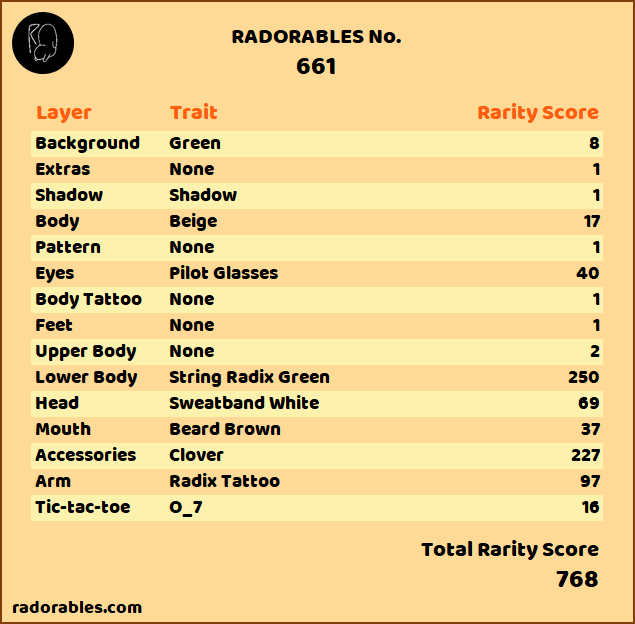 RADORABLES No.
661
Layer Trait Rarity Score
Background Green 8
Extras None 1
Shadow Shadow 1
Body Beige 17
Pattern None 1
Eyes Pilot Glasses 40
Body Tattoo None 1
Feet None 1
Upper Body None 2
Lower Body String Radix Green 250
Head Sweatband White 69
Mouth Beard Brown 37
Accessories Clover 227
Arm Radix Tattoo 97
Tic-tac-toe O_7 16
Total Rarity Score
768
radorables.com